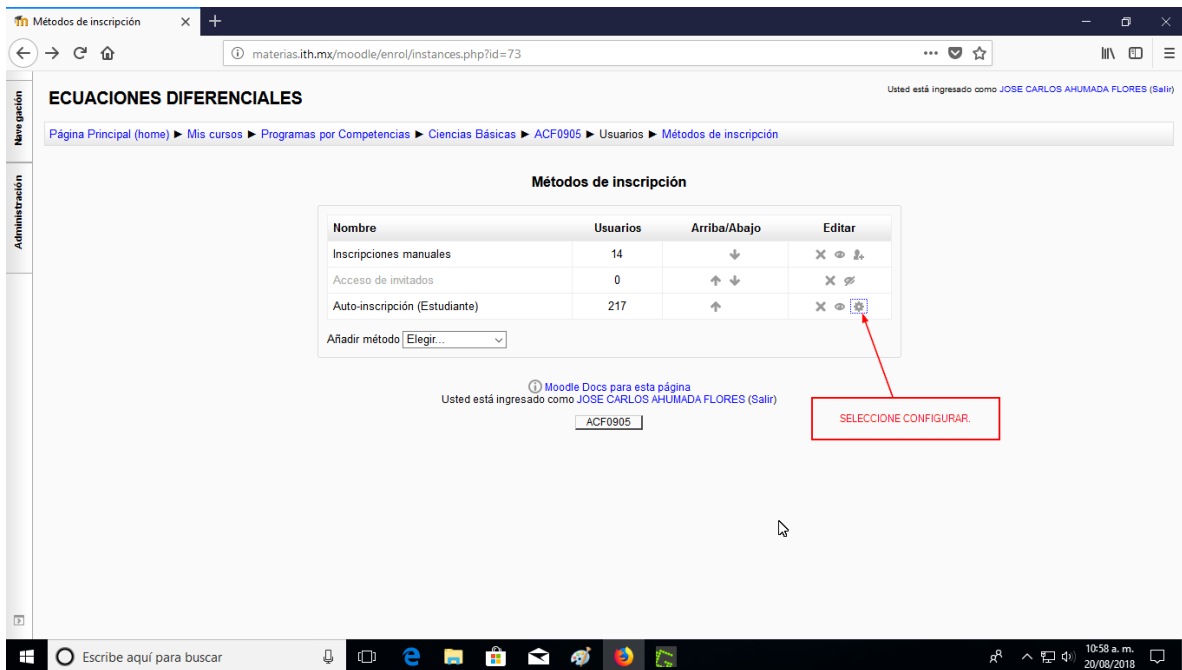 Métodos de inscripción
materias.ith.mx/moodle/enrol/instances.php?id=73
Navegación
Administración
ECUACIONES DIFERENCIALES
Usted está ingresado como JOSE CARLOS AHUMADA FLORES (Salir)
Página Principal (home) ► Mis cursos ► Programas por Competencias ► Ciencias Básicas ► ACF0905 ► Usuarios ► Métodos de inscripción
Métodos de inscripción
Nombre Usuarios Arriba/Abajo Editar
Inscripciones manuales 14
Acceso de invitados 0
Auto-inscripción (Estudiante) 217
Añadir método Elegir...
Moodle Docs para esta página
Usted está ingresado como JOSE CARLOS AHUMADA FLORES (Salir)
ACF0905
SELECCIONE CONFIGURAR.
Escribe aquí para buscar
10:58 a. m.
20/08/2018